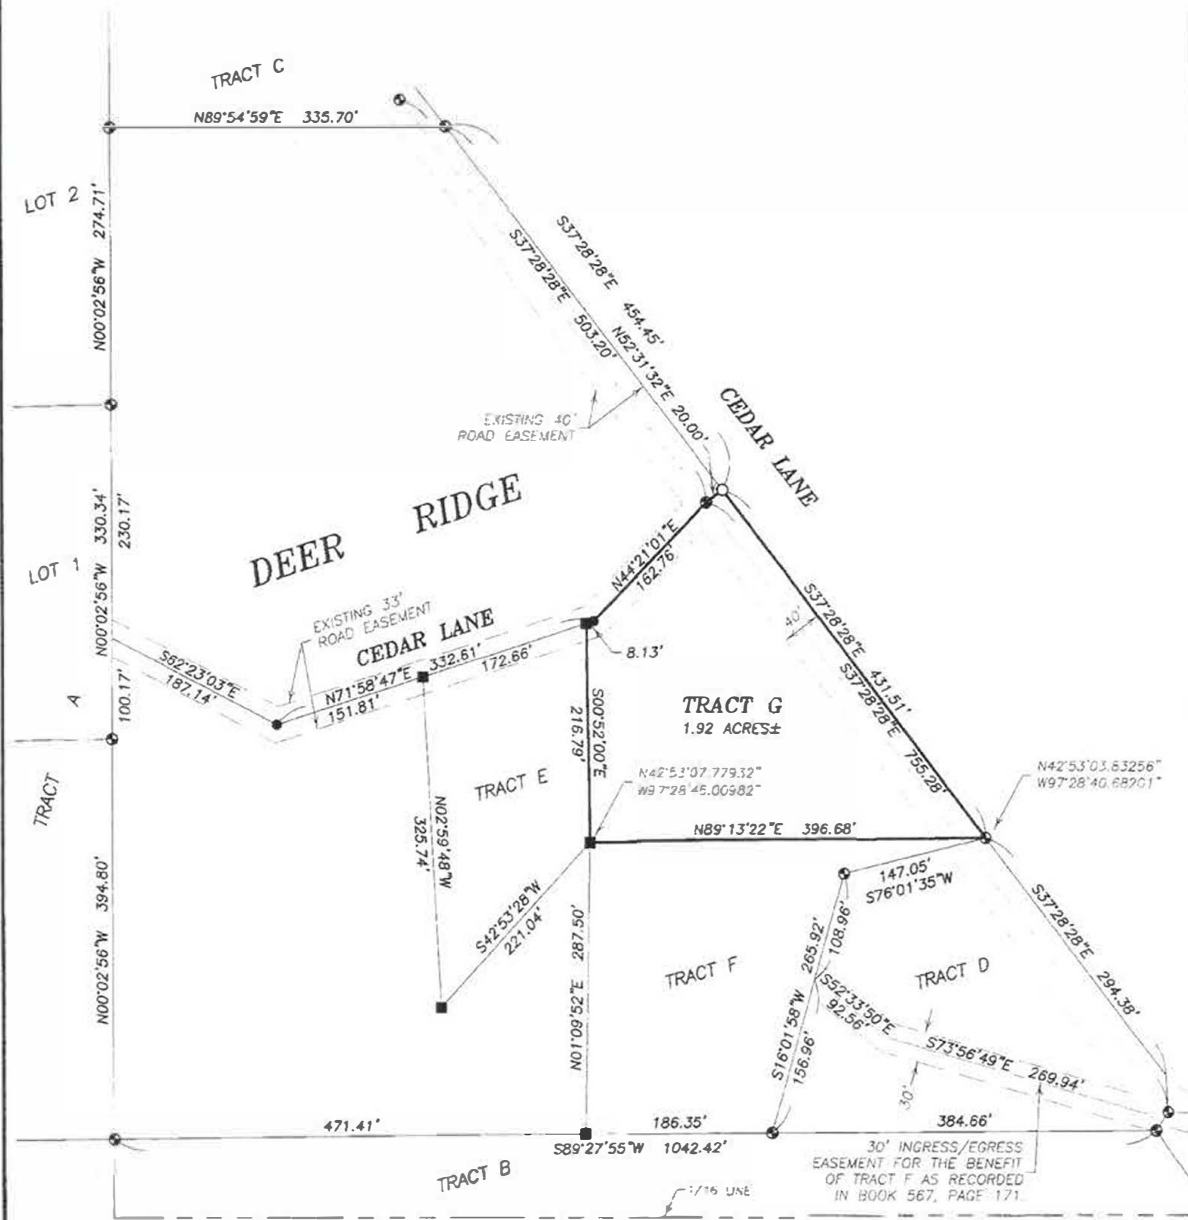 TRACT C
N89°54'59"E 335.70'
LOT 2
N00°02'56"W 274.71'
S37°28'28"E 454.45'
S37°28'28"E 503.20'
N52°31'32"E 20.00'
CEDAR LANE
EXISTING 40'
ROAD EASEMENT
DEER RIDGE
LOT 1
N00°02'56"W 330.34'
230.17'
N44°21'01"E
162.76'
EXISTING 33'
ROAD EASEMENT
CEDAR LANE
S62°23'03"E
187.14'
N71°58'47"E 332.61'
151.81'
172.66'
8.13'
100.17'
TRACT A
S00°52'00"E
216.79'
TRACT G
1.92 ACRES±
40'
S37°28'28"E 431.51'
S37°28'28"E 755.28'
N42°53'07.77932"
W97°28'45.00982"
N42°53'03.83256"
W97°28'40.68201"
TRACT E
N89°13'22"E 396.68'
N02°59'48"W
325.74'
S42°53'28"W
221.04'
147.05'
S76°01'35"W
N00°02'56"W 394.80'
N01°09'52"E 287.50'
TRACT F
S16°01'58"W 265.92'
108.96'
156.96'
TRACT D
S37°28'28"E 294.38'
S52°33'50"E
92.56'
S73°56'49"E 269.94'
30'
471.41'
186.35'
384.66'
S89°27'55"W 1042.42'
TRACT B
30' INGRESS/EGRESS
EASEMENT FOR THE BENEFIT
OF TRACT F AS RECORDED
IN BOOK 567, PAGE 171.
1/16 LINE